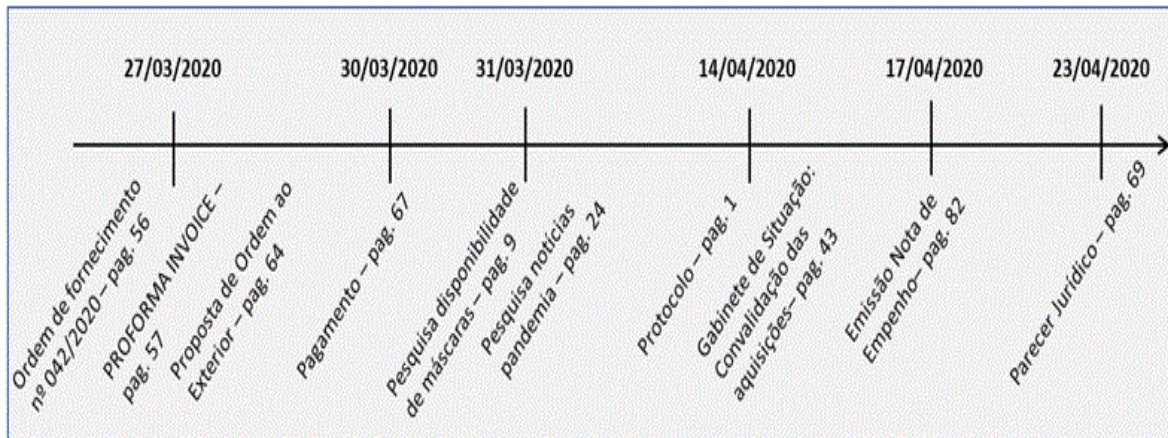 27/03/2020
30/03/2020
31/03/2020
14/04/2020
17/04/2020
23/04/2020
Ordem de fornecimento
nº 042/2020 – pag. 56
PROFORMA INVOICE –
pag. 57
Proposta de Ordem ao
Exterior – pag. 64
Pagamento – pag. 67
Pesquisa disponibilidade
de máscaras – pag. 9
Pesquisa notícias
pandemia – pag. 24
Protocolo – pag. 1
Gabinete de Situação:
Convalidação das
aquisições– pag. 43
Emissão Nota de
Empenho– pag. 82
Parecer Jurídico – pag. 69